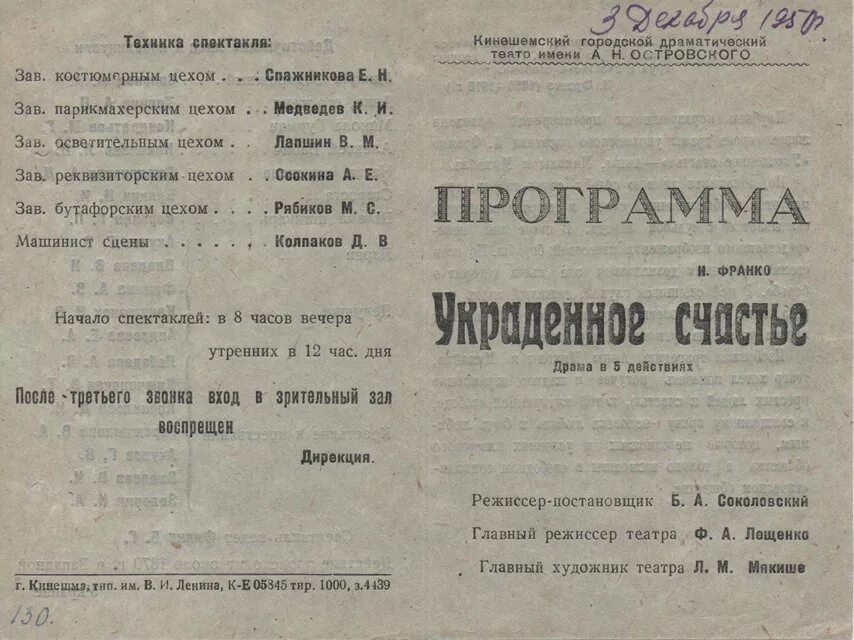 Техника спектакля:
Зав. костюмерным цехом . . . Спажникова Е. Н.
Зав. парикмахерским цехом . . Медведев К. И.
Зав. осветительным цехом . . . Лапшин В. М.
Зав. реквизиторским цехом . . Осокина А. Е.
Зав. бутафорским цехом . . . . Рябиков М. С.
Машинист сцены . . . . . . Колпаков Д. В
Начало спектаклей: в 8 часов вечера
утренних в 12 час. дня
После третьего звонка вход в зрительный зал
воспрещен
Дирекция.
г. Кинешма, тип. им. В. И. Ленина, К-Е 05845 тир. 1000, з.4439
130.
3 Декабря 1950г.
Кинешемский городской драматический
театр имени А. Н. ОСТРОВСКОГО
ПРОГРАММА
И. ФРАНКО
Украденное счастье
Драма в 5 действиях
Режиссер-постановщик Б. А. Соколовский
Главный режиссер театра Ф. А. Лещенко
Главный художник театра Л. М. Мякише